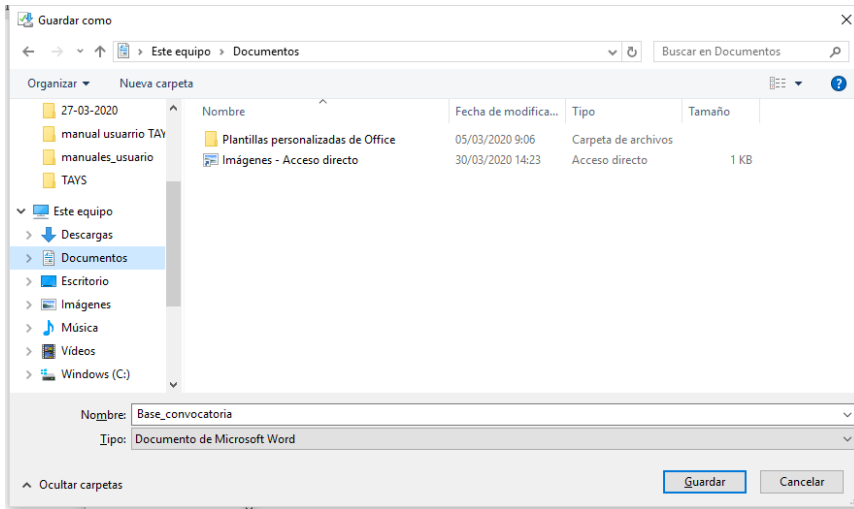 Guardar como
Este equipo > Documentos
Buscar en Documentos
Organizar
Nueva carpeta
?
27-03-2020
manual usuarrio TAY
manuales_usuario
TAYS
Este equipo
Descargas
Documentos
Escritorio
Imágenes
Música
Vídeos
Windows (C:)
Nombre Fecha de modifica... Tipo Tamaño
Plantillas personalizadas de Office 05/03/2020 9:06 Carpeta de archivos
Imágenes - Acceso directo 30/03/2020 14:23 Acceso directo 1 KB
Nombre: Base_convocatoria
Tipo: Documento de Microsoft Word
Ocultar carpetas
Guardar
Cancelar